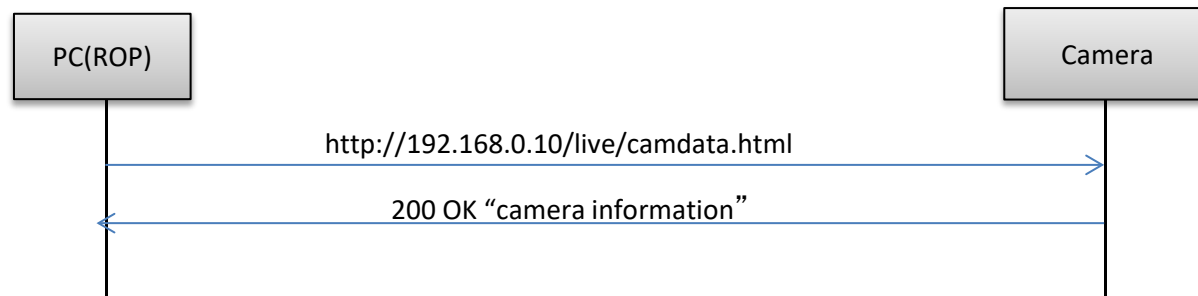 PC(ROP)
Camera
http://192.168.0.10/live/camdata.html
200 OK “camera information”